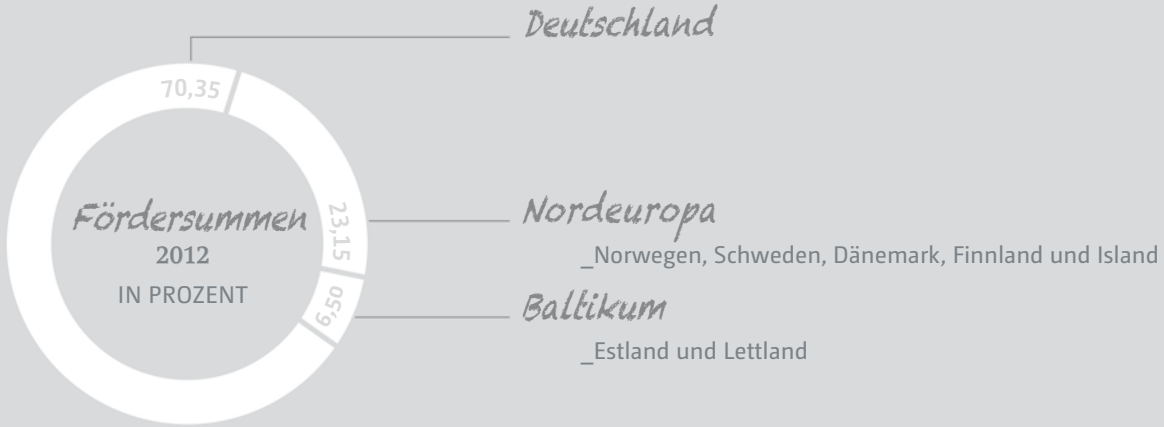 Deutschland
70,35
Fördersummen
2012
IN PROZENT
23,15
Nordeuropa
_Norwegen, Schweden, Dänemark, Finnland und Island
6,50
Baltikum
_Estland und Lettland